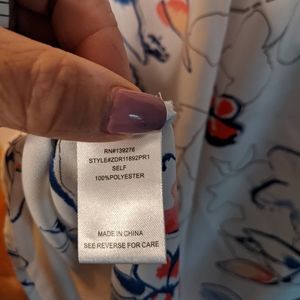 RN#139276
STYLE#ZDR11892PR1
SELF
100%POLYESTER
MADE IN CHINA
SEE REVERSE FOR CARE